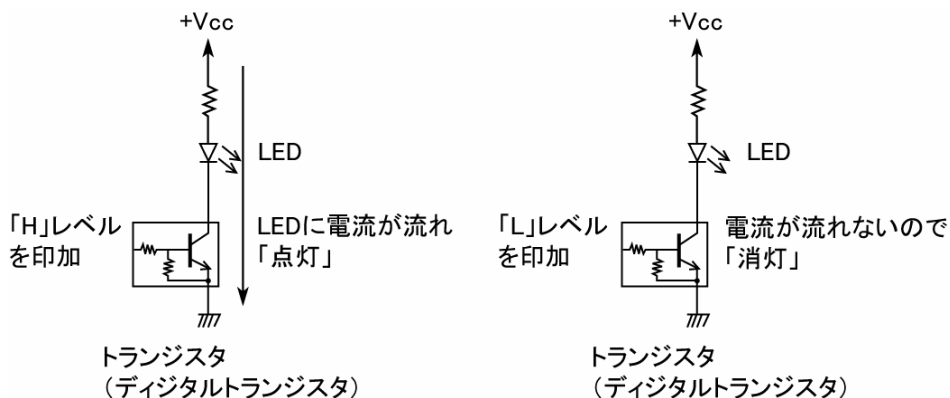 +Vcc
LED
「H」レベル
を印加
LEDに電流が流れ
「点灯」
トランジスタ
（ディジタルトランジスタ）
+Vcc
LED
「L」レベル
を印加
電流が流れないので
「消灯」
トランジスタ
（ディジタルトランジスタ）